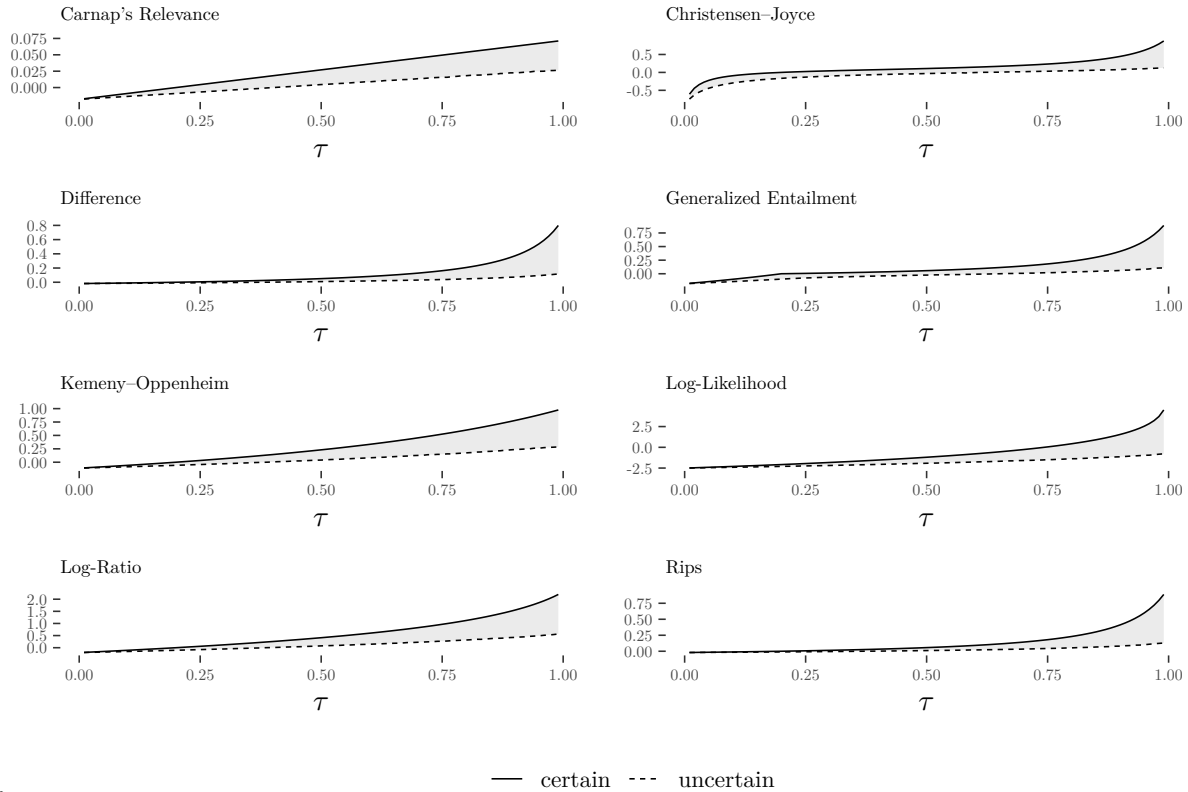 Carnap's Relevance
0.075
0.050
0.025
0.000
0.00 0.25 0.50 0.75 1.00
τ
Christensen–Joyce
0.5
0.0
-0.5
0.00 0.25 0.50 0.75 1.00
τ
Difference
0.8
0.6
0.4
0.2
0.0
0.00 0.25 0.50 0.75 1.00
τ
Generalized Entailment
0.75
0.50
0.25
0.00
0.00 0.25 0.50 0.75 1.00
τ
Kemeny–Oppenheim
1.00
0.75
0.50
0.25
0.00
0.00 0.25 0.50 0.75 1.00
τ
Log-Likelihood
2.5
0.0
-2.5
0.00 0.25 0.50 0.75 1.00
τ
Log-Ratio
2.0
1.5
1.0
0.5
0.0
0.00 0.25 0.50 0.75 1.00
τ
Rips
0.75
0.50
0.25
0.00
0.00 0.25 0.50 0.75 1.00
τ
certain uncertain